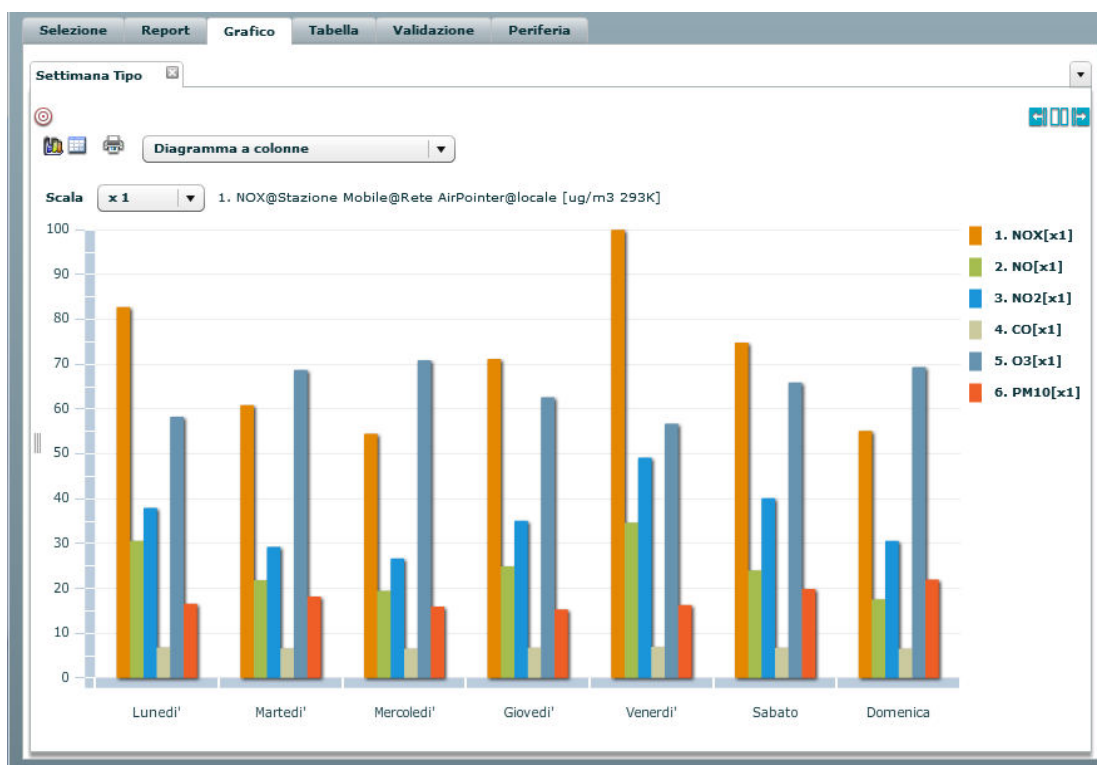 Selezione Report Grafico Tabella Validazione Periferia
Settimana Tipo
Diagramma a colonne
Scala x 1 1. NOX@Stazione Mobile@Rete AirPointer@locale [ug/m3 293K]
100
90
80
70
60
50
40
30
20
10
0
1. NOX[x1]
2. NO[x1]
3. NO2[x1]
4. CO[x1]
5. O3[x1]
6. PM10[x1]
Lunedi' Martedi' Mercoledi' Giovedi' Venerdi' Sabato Domenica